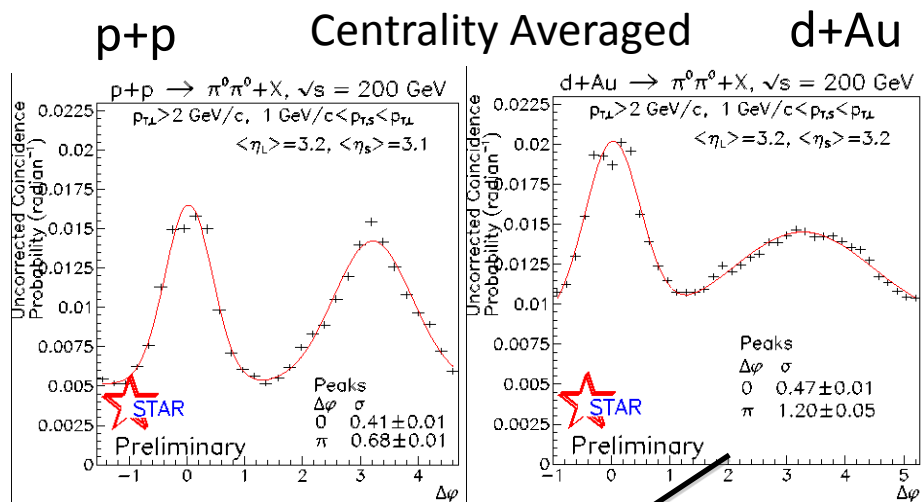 p+p Centrality Averaged d+Au
p+p → π⁰π⁰+X, √s = 200 GeV
p_T,L>2 GeV/c, 1 GeV/c<p_T,S<p_T,L
<η_L>=3.2, <η_S>=3.1
Uncorrected Coincidence
Probability (radian⁻¹)
0.0225
0.02
0.0175
0.015
0.0125
0.01
0.0075
0.005
0.0025
0
STAR
Preliminary
Peaks
Δφ σ
0 0.41±0.01
π 0.68±0.01
-1 0 1 2 3 4
Δφ
d+Au → π⁰π⁰+X, √s = 200 GeV
p_T,L>2 GeV/c, 1 GeV/c<p_T,S<p_T,L
<η_L>=3.2, <η_S>=3.2
Uncorrected Coincidence
Probability (radian⁻¹)
0.0225
0.02
0.0175
0.015
0.0125
0.01
0.0075
0.005
0.0025
0
STAR
Preliminary
Peaks
Δφ σ
0 0.47±0.01
π 1.20±0.05
-1 0 1 2 3 4 5
Δφ